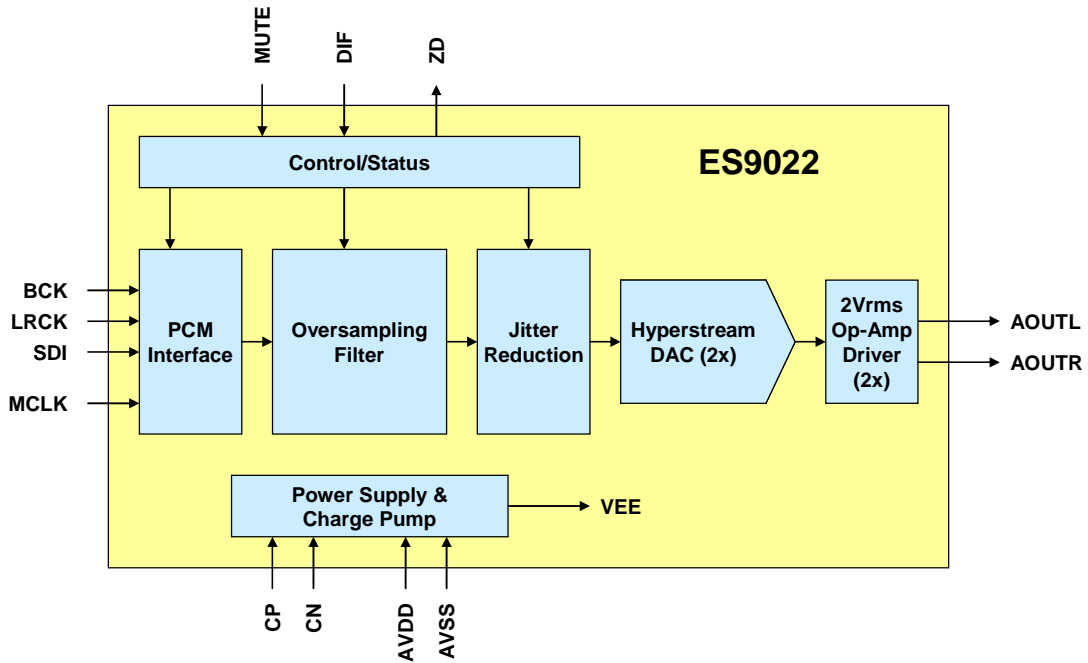 MUTE
DIF
ZD
Control/Status
ES9022
BCK
LRCK
SDI
MCLK
PCM
Interface
Oversampling
Filter
Jitter
Reduction
Hyperstream
DAC (2x)
2Vrms
Op-Amp
Driver
(2x)
AOUTL
AOUTR
Power Supply &
Charge Pump
VEE
CP
CN
AVDD
AVSS